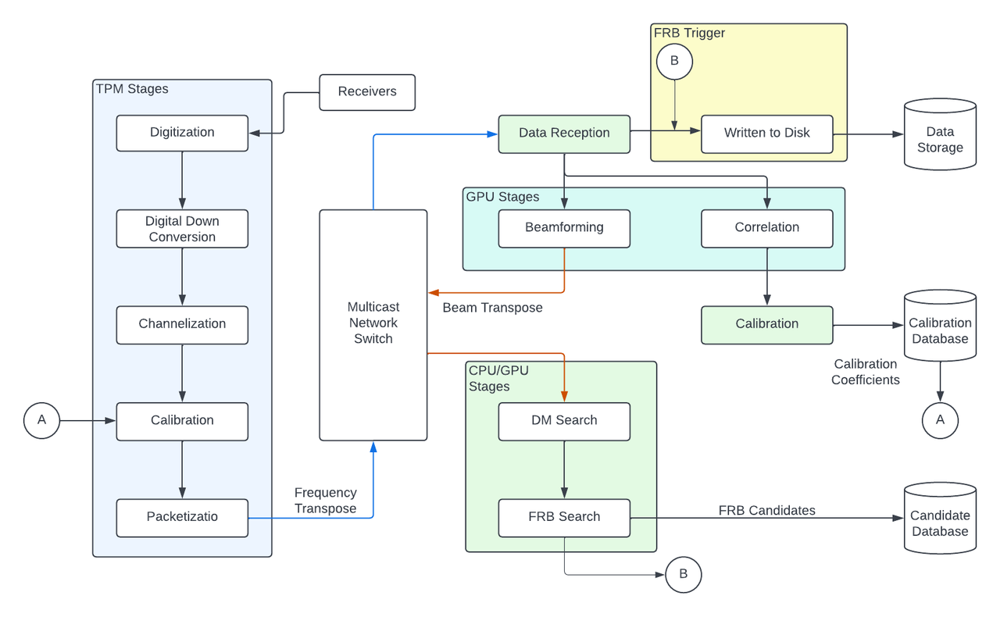 FRB Trigger
B
TPM Stages
Receivers
Digitization
Data Reception
Written to Disk
Data
Storage
GPU Stages
Digital Down
Conversion
Beamforming
Correlation
Multicast
Network
Switch
Beam Transpose
Channelization
Calibration
Calibration
Database
CPU/GPU
Stages
Calibration
Coefficients
A
Calibration
DM Search
A
Frequency
Transpose
Packetizatio
FRB Search
FRB Candidates
Candidate
Database
B